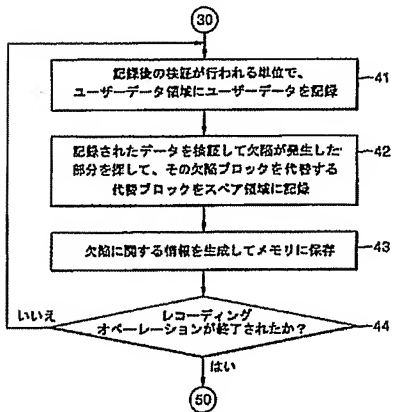 30
記録後の検証が行われる単位で、
ユーザーデータ領域にユーザーデータを記録
41
記録されたデータを検証して欠陥が発生した
部分を探して、その欠陥ブロックを代替する
代替ブロックをスペア領域に記録
42
欠陥に関する情報を生成してメモリに保存
43
レコーディング
オペレーションが終了されたか？
44
いいえ
はい
50